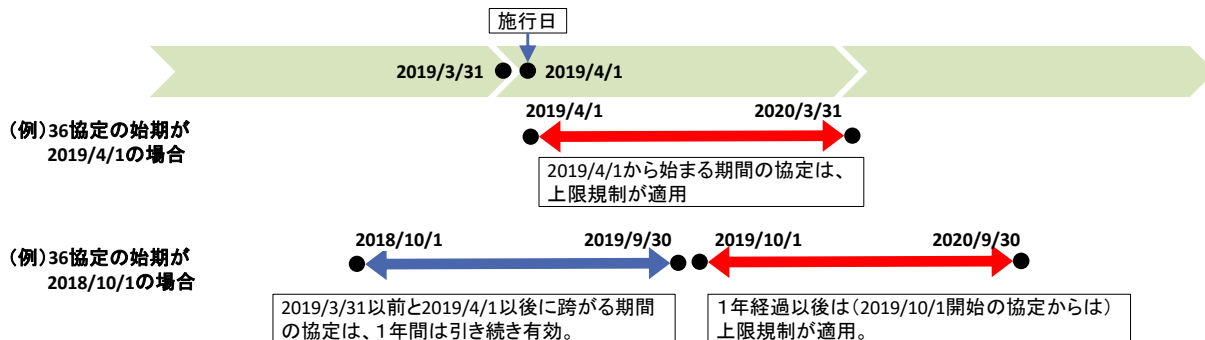 施行日
2019/3/31
2019/4/1
2019/4/1
2020/3/31
（例）36協定の始期が
2019/4/1の場合
2019/4/1から始まる期間の協定は、
上限規制が適用
2018/10/1
2019/9/30
2019/10/1
2020/9/30
（例）36協定の始期が
2018/10/1の場合
2019/3/31以前と2019/4/1以後に跨がる期間
の協定は、１年間は引き続き有効。
１年経過以後は（2019/10/1開始の協定からは）
上限規制が適用。